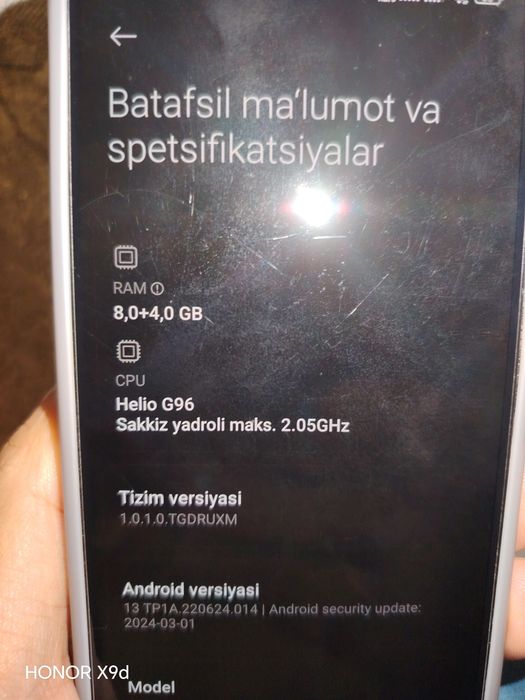 Batafsil ma‘lumot va
spetsifikatsiyalar
RAM
8,0+4,0 GB
CPU
Helio G96
Sakkiz yadroli maks. 2.05GHz
Tizim versiyasi
1.0.1.0.TGDRUXM
Android versiyasi
13 TP1A.220624.014 | Android security update:
2024-03-01
Model
HONOR X9d